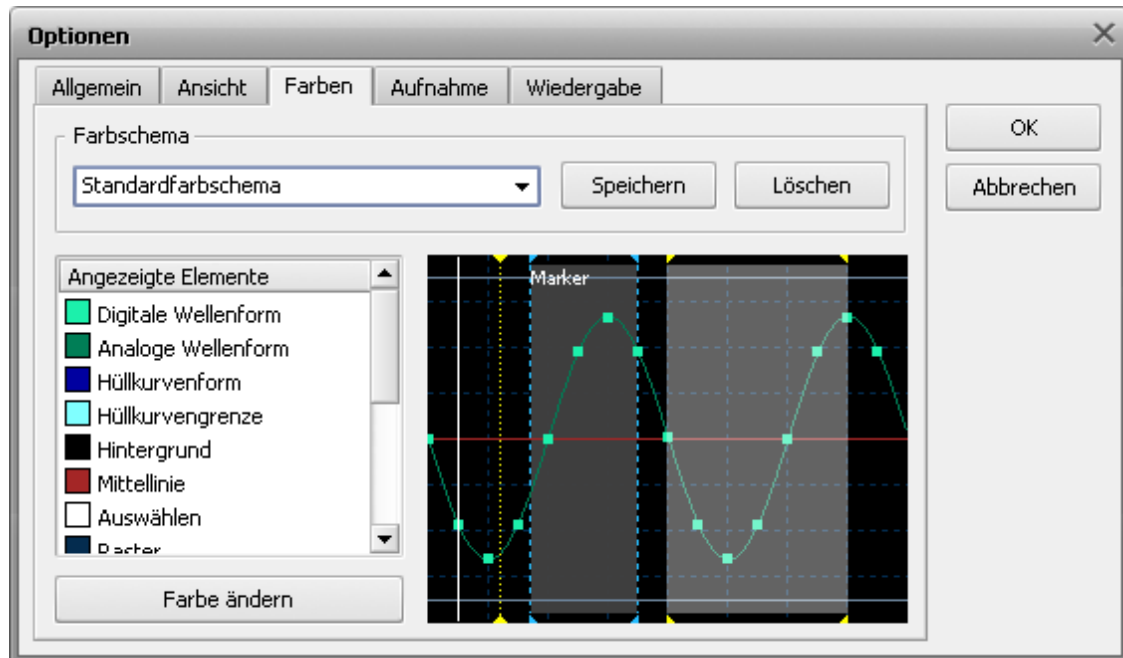 Optionen
Allgemein Ansicht Farben Aufnahme Wiedergabe
Farbschema
Standardfarbschema Speichern Löschen
OK
Abbrechen
Angezeigte Elemente
Digitale Wellenform
Analoge Wellenform
Hüllkurvenform
Hüllkurvengrenze
Hintergrund
Mittellinie
Auswählen
Raster
Marker
Farbe ändern